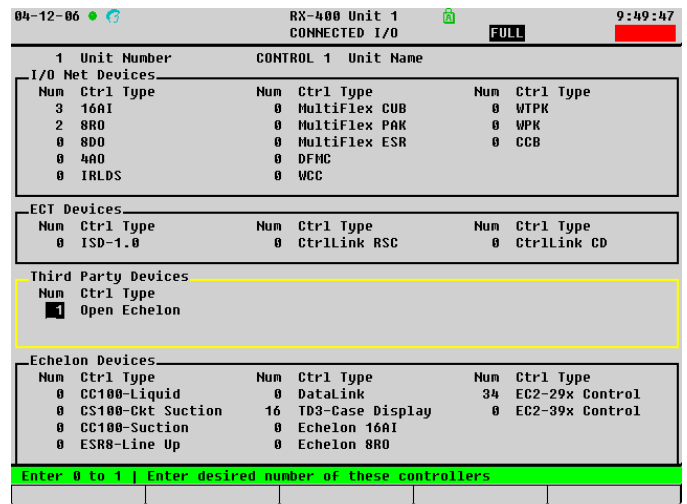 04-12-06 RX-400 Unit 1 9:49:47
CONNECTED I/O FULL
1 Unit Number CONTROL 1 Unit Name
I/O Net Devices
Num Ctrl Type Num Ctrl Type Num Ctrl Type
3 16AI 0 MultiFlex CUB 0 WTPK
2 8RO 0 MultiFlex PAK 0 WPK
0 8DO 0 MultiFlex ESR 0 CCB
0 4AO 0 DFMC
0 IRLDS 0 WCC
ECT Devices
Num Ctrl Type Num Ctrl Type Num Ctrl Type
0 ISD-1.0 0 CtrlLink RSC 0 CtrlLink CD
Third Party Devices
Num Ctrl Type
1 Open Echelon
Echelon Devices
Num Ctrl Type Num Ctrl Type Num Ctrl Type
0 CC100-Liquid 0 DataLink 34 EC2-29x Control
0 CS100-Ckt Suction 16 TD3-Case Display 0 EC2-39x Control
0 CC100-Suction 0 Echelon 16AI
0 ESR8-Line Up 0 Echelon 8RO
Enter 0 to 1 | Enter desired number of these controllers